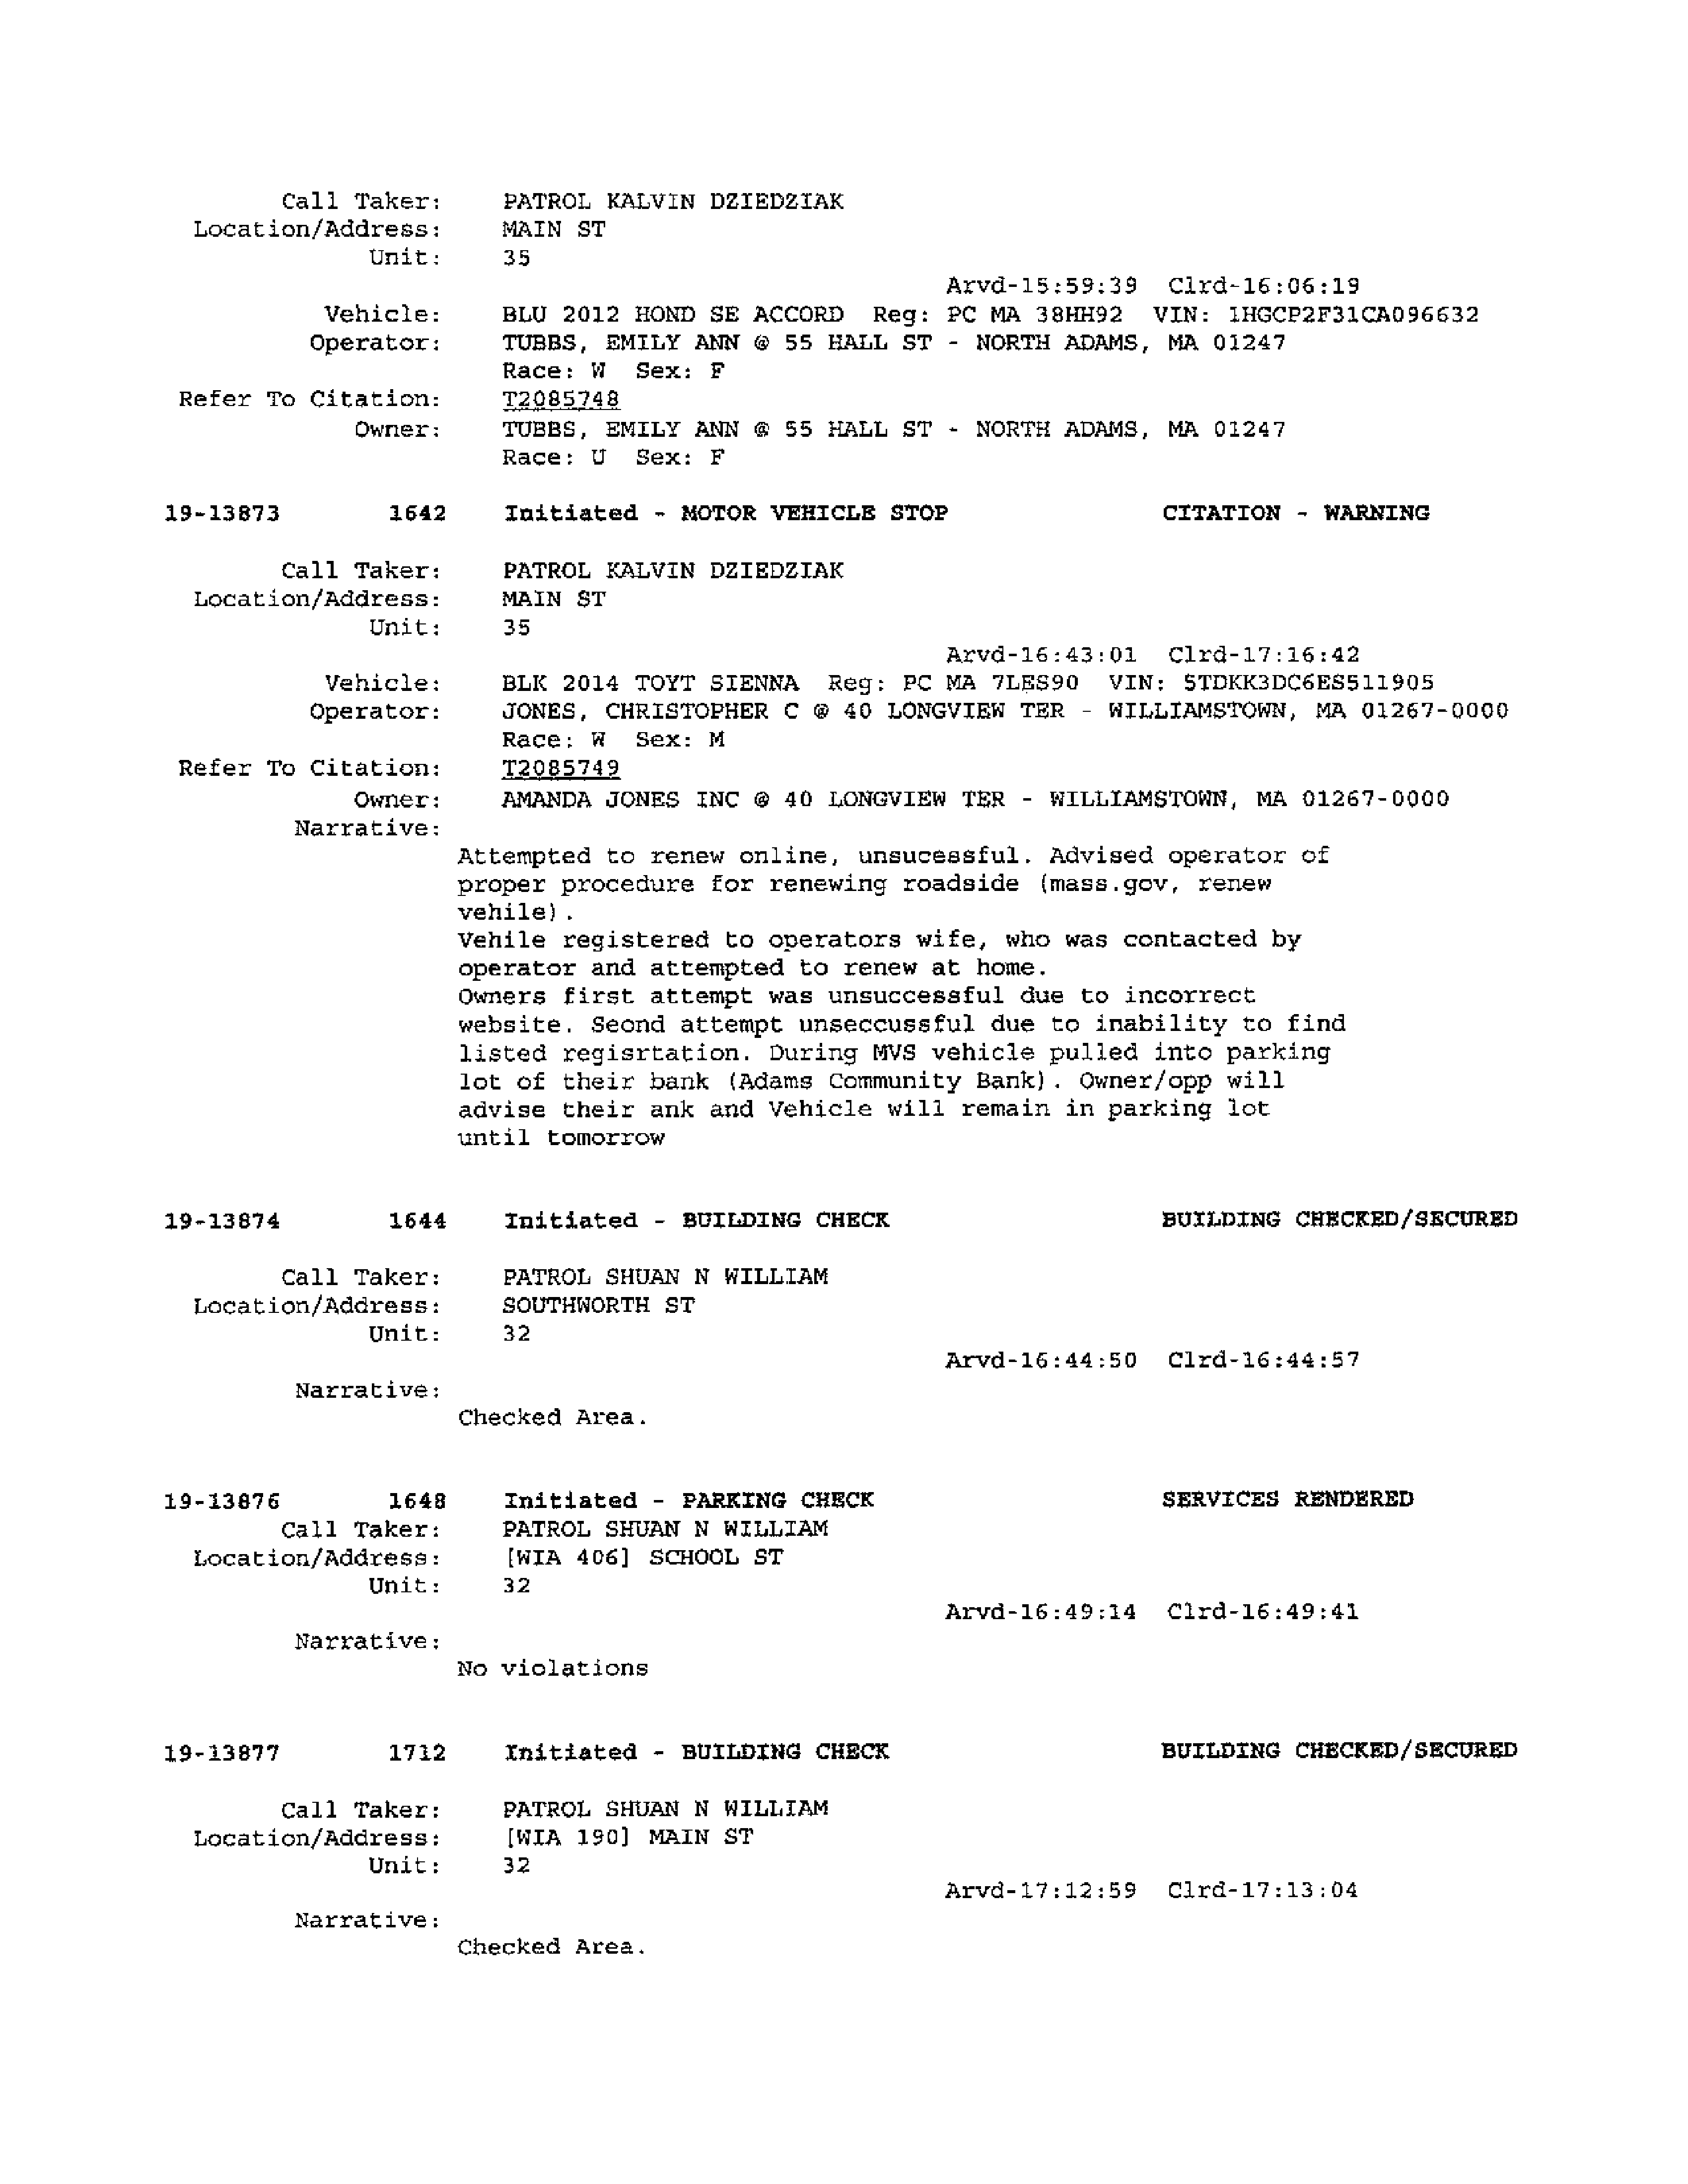 Call Taker: PATROL KALVIN DZIEDZIAK
Location/Address: MAIN ST
Unit: 35
Arvd-15:59:39 Clrd-16:06:19
Vehicle: BLU 2012 HOND SE ACCORD Reg: PC MA 38HH92 VIN: 1HGCP2F31CA096632
Operator: TUBBS, EMILY ANN @ 55 HALL ST - NORTH ADAMS, MA 01247
Race: W Sex: F
Refer To Citation: T2085748
Owner: TUBBS, EMILY ANN @ 55 HALL ST - NORTH ADAMS, MA 01247
Race: U Sex: F
19-13873 1642 Initiated - MOTOR VEHICLE STOP CITATION - WARNING
Call Taker: PATROL KALVIN DZIEDZIAK
Location/Address: MAIN ST
Unit: 35
Arvd-16:43:01 Clrd-17:16:42
Vehicle: BLK 2014 TOYT SIENNA Reg: PC MA 7LES90 VIN: 5TDKK3DC6ES511905
Operator: JONES, CHRISTOPHER C @ 40 LONGVIEW TER - WILLIAMSTOWN, MA 01267-0000
Race: W Sex: M
Refer To Citation: T2085749
Owner: AMANDA JONES INC @ 40 LONGVIEW TER - WILLIAMSTOWN, MA 01267-0000
Narrative:
Attempted to renew online, unsucessful. Advised operator of
proper procedure for renewing roadside (mass.gov, renew
vehile).
Vehile registered to operators wife, who was contacted by
operator and attempted to renew at home.
Owners first attempt was unsuccessful due to incorrect
website. Seond attempt unseccussful due to inability to find
listed regisrtation. During MVS vehicle pulled into parking
lot of their bank (Adams Community Bank). Owner/opp will
advise their ank and Vehicle will remain in parking lot
until tomorrow
19-13874 1644 Initiated - BUILDING CHECK BUILDING CHECKED/SECURED
Call Taker: PATROL SHUAN N WILLIAM
Location/Address: SOUTHWORTH ST
Unit: 32
Arvd-16:44:50 Clrd-16:44:57
Narrative:
Checked Area.
19-13876 1648 Initiated - PARKING CHECK SERVICES RENDERED
Call Taker: PATROL SHUAN N WILLIAM
Location/Address: [WIA 406] SCHOOL ST
Unit: 32
Arvd-16:49:14 Clrd-16:49:41
Narrative:
No violations
19-13877 1712 Initiated - BUILDING CHECK BUILDING CHECKED/SECURED
Call Taker: PATROL SHUAN N WILLIAM
Location/Address: [WIA 190] MAIN ST
Unit: 32
Arvd-17:12:59 Clrd-17:13:04
Narrative:
Checked Area.